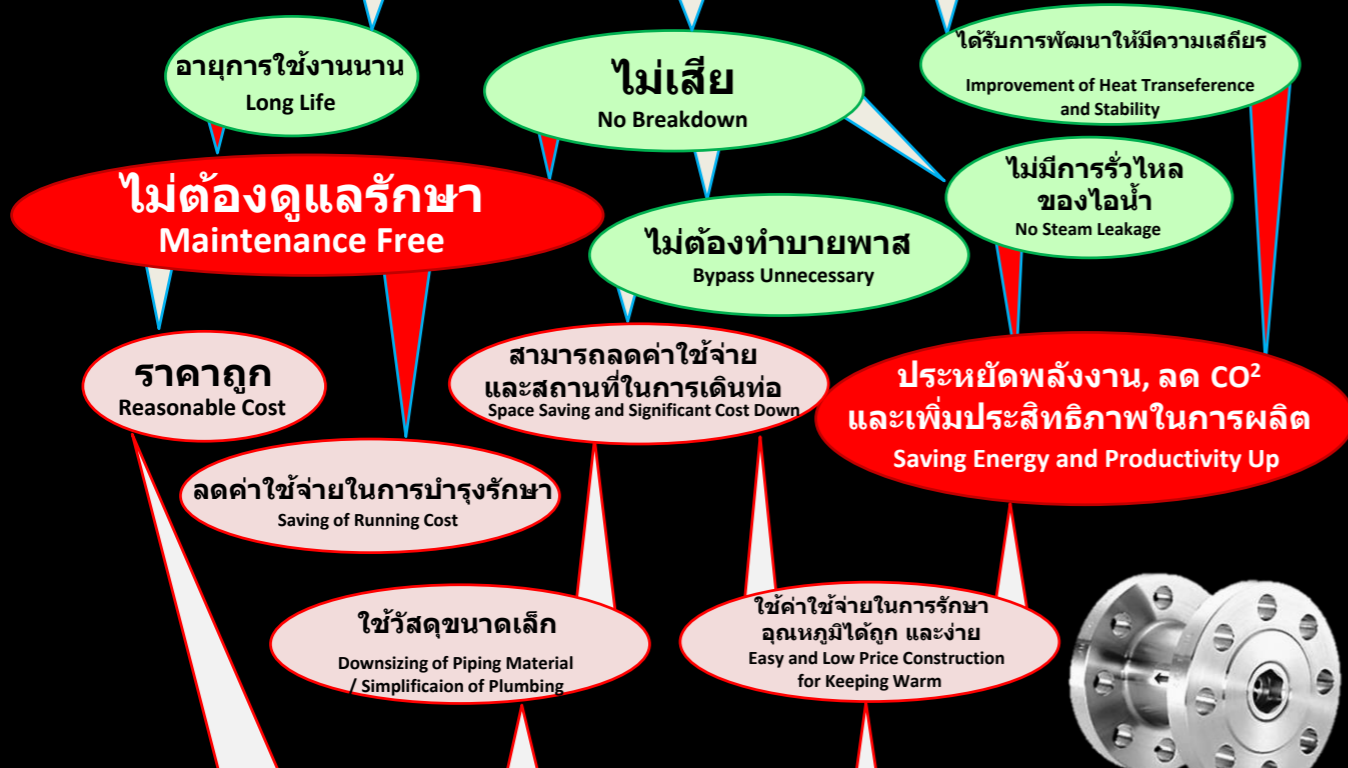 อายุการใช้งานนาน
Long Life
ไม่เสีย
No Breakdown
ได้รับการพัฒนาให้มีความเสถียร
Improvement of Heat Transeference
and Stability
ไม่ต้องดูแลรักษา
Maintenance Free
ไม่มีการรั่วไหล
ของไอน้ำ
No Steam Leakage
ไม่ต้องทำบายพาส
Bypass Unnecessary
ราคาถูก
Reasonable Cost
สามารถลดค่าใช้จ่าย
และสถานที่ในการเดินท่อ
Space Saving and Significant Cost Down
ประหยัดพลังงาน, ลด CO²
และเพิ่มประสิทธิภาพในการผลิต
Saving Energy and Productivity Up
ลดค่าใช้จ่ายในการบำรุงรักษา
Saving of Running Cost
ใช้วัสดุขนาดเล็ก
Downsizing of Piping Material
/ Simplificaion of Plumbing
ใช้ค่าใช้จ่ายในการรักษา
อุณหภูมิได้ถูก และง่าย
Easy and Low Price Construction
for Keeping Warm